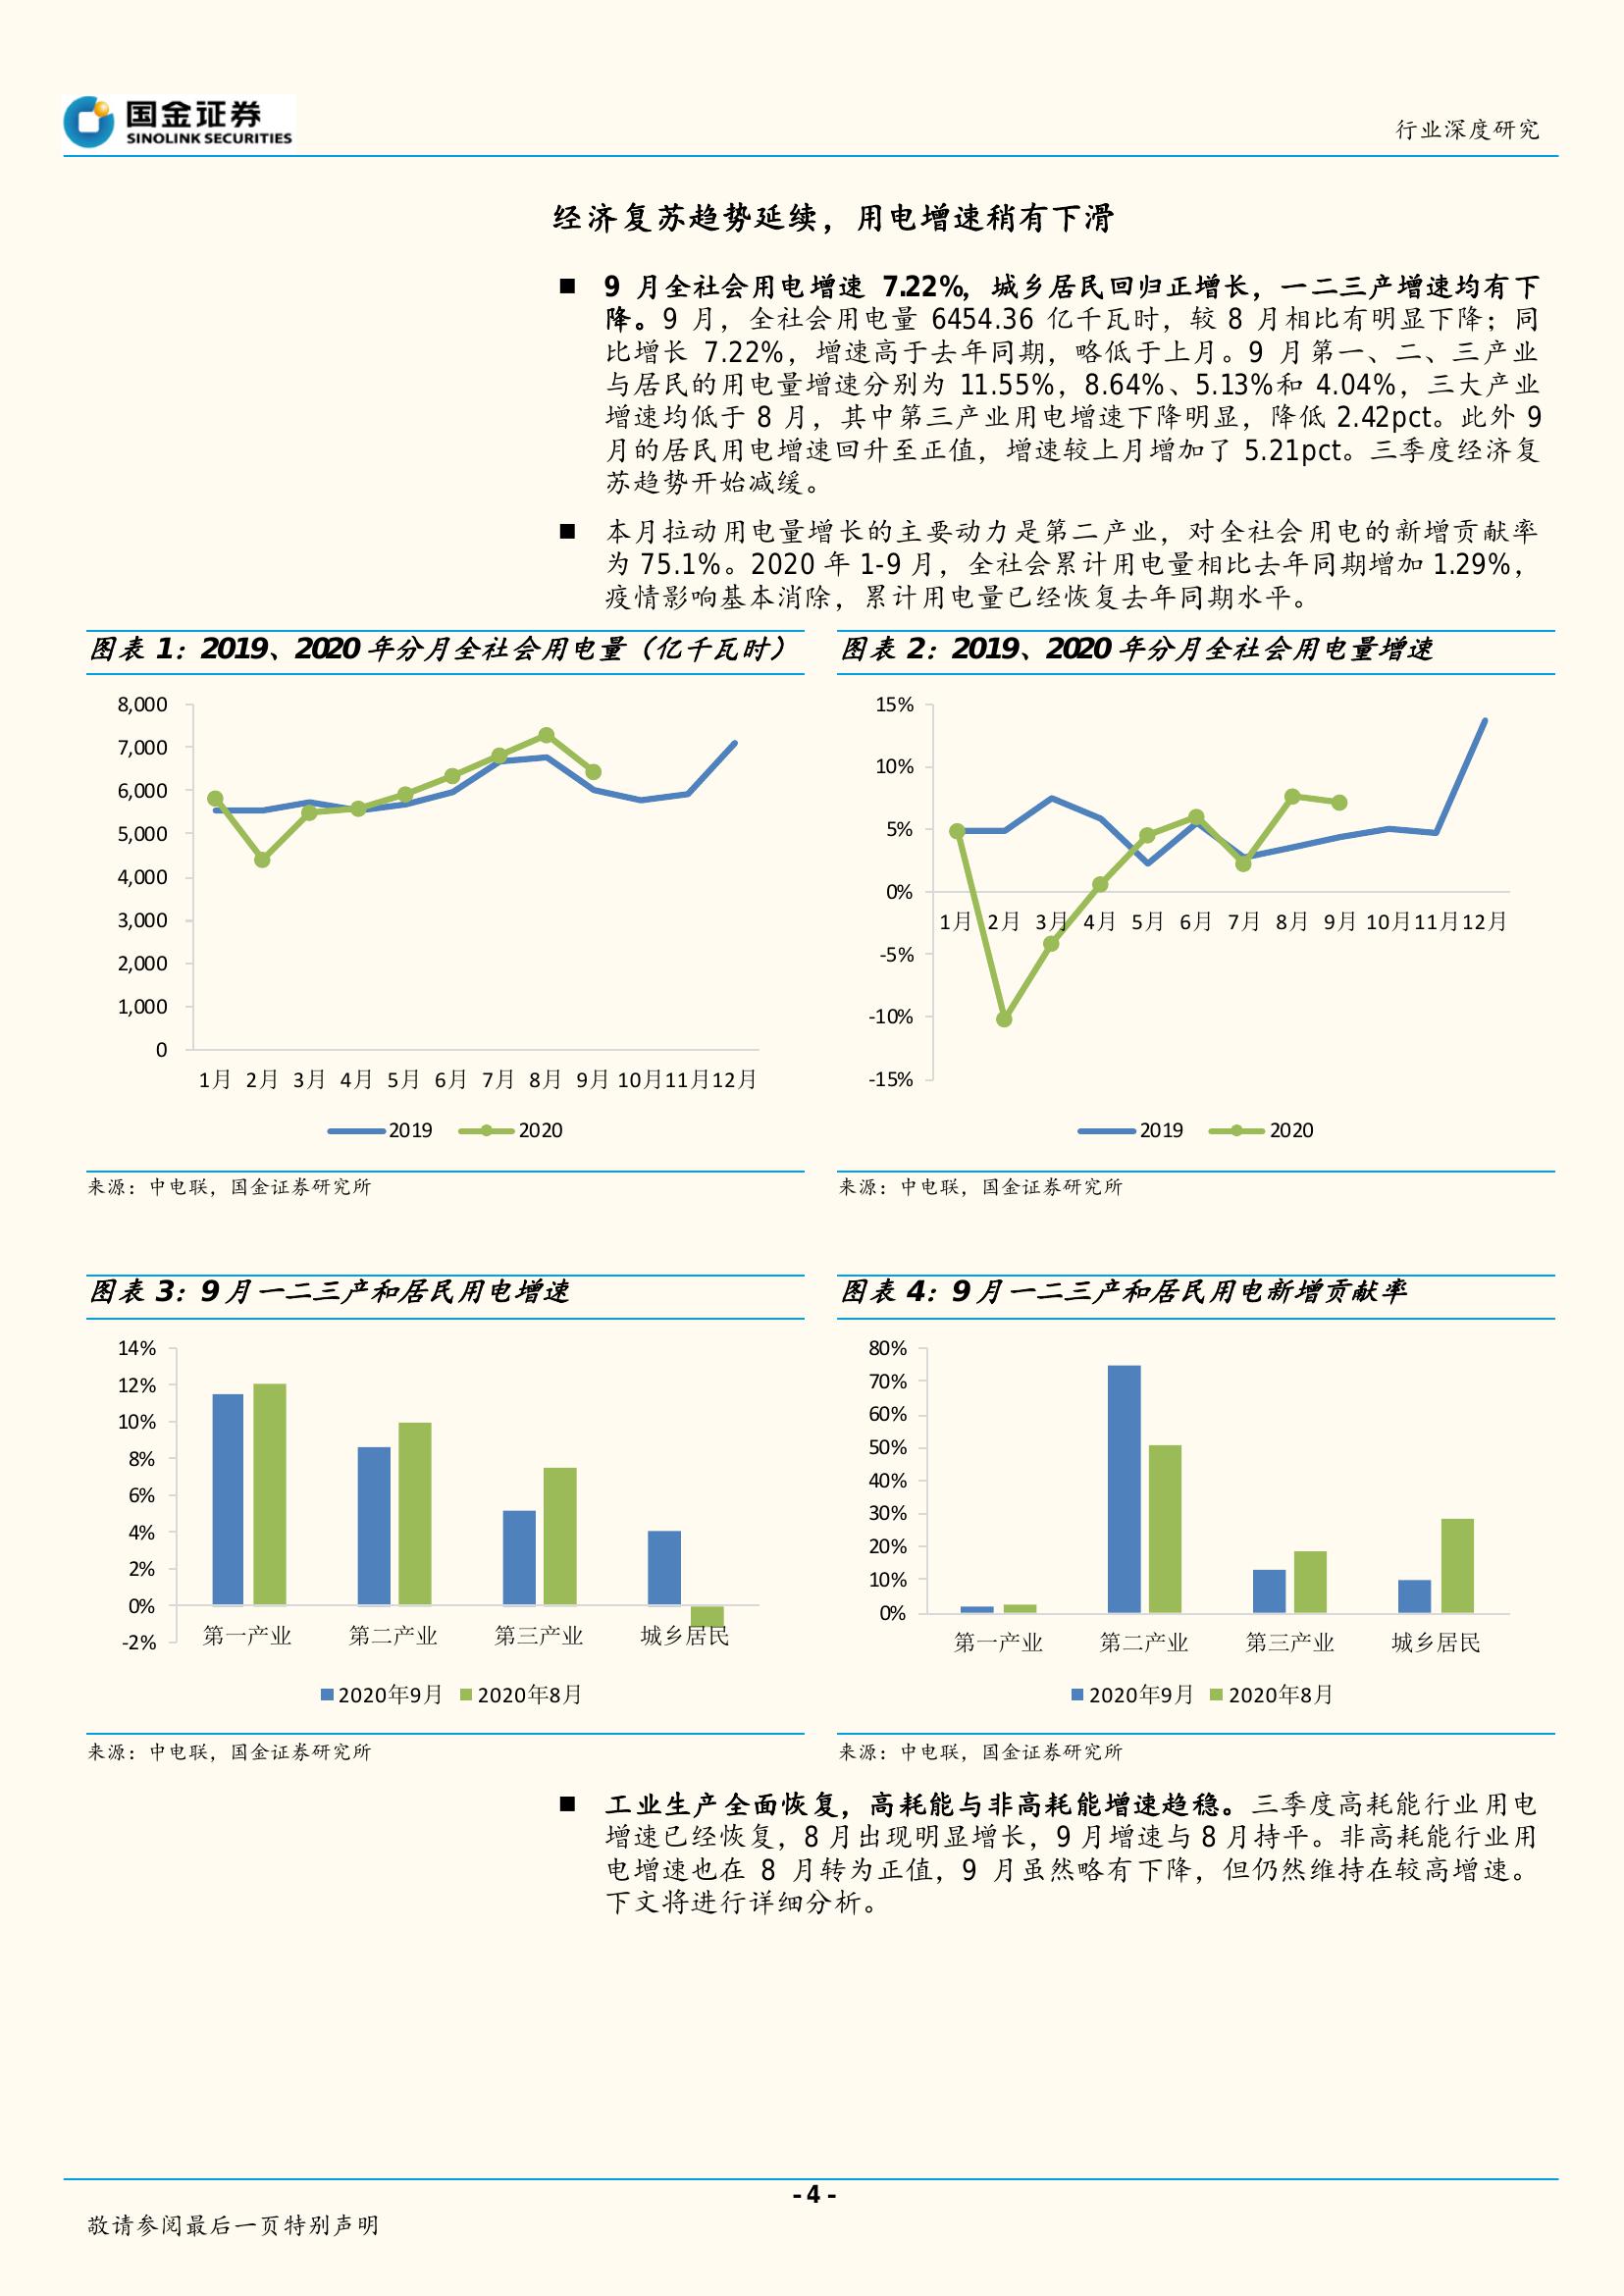 国金证券
SINOLINK SECURITIES
行业深度研究
经济复苏趋势延续，用电增速稍有下滑
■ 9 月全社会用电增速 7.22%，城乡居民回归正增长，一二三产增速均有下
降。9 月，全社会用电量 6454.36 亿千瓦时，较 8 月相比有明显下降；同
比增长 7.22%，增速高于去年同期，略低于上月。9 月第一、二、三产业
与居民的用电量增速分别为 11.55%，8.64%、5.13%和 4.04%，三大产业
增速均低于 8 月，其中第三产业用电增速下降明显，降低 2.42pct。此外 9
月的居民用电增速回升至正值，增速较上月增加了 5.21pct。三季度经济复
苏趋势开始减缓。
■ 本月拉动用电量增长的主要动力是第二产业，对全社会用电的新增贡献率
为 75.1%。2020 年 1-9 月，全社会累计用电量相比去年同期增加 1.29%，
疫情影响基本消除，累计用电量已经恢复去年同期水平。
图表 1：2019、2020 年分月全社会用电量（亿千瓦时）
8,000
7,000
6,000
5,000
4,000
3,000
2,000
1,000
0
1月 2月 3月 4月 5月 6月 7月 8月 9月 10月 11月 12月
2019 2020
来源：中电联，国金证券研究所
图表 2：2019、2020 年分月全社会用电量增速
15%
10%
5%
0%
1月 2月 3月 4月 5月 6月 7月 8月 9月 10月 11月 12月
-5%
-10%
-15%
2019 2020
来源：中电联，国金证券研究所
图表 3：9 月一二三产和居民用电增速
14%
12%
10%
8%
6%
4%
2%
0%
-2%
第一产业 第二产业 第三产业 城乡居民
2020年9月 2020年8月
来源：中电联，国金证券研究所
图表 4：9 月一二三产和居民用电新增贡献率
80%
70%
60%
50%
40%
30%
20%
10%
0%
第一产业 第二产业 第三产业 城乡居民
2020年9月 2020年8月
来源：中电联，国金证券研究所
■ 工业生产全面恢复，高耗能与非高耗能增速趋稳。三季度高耗能行业用电
增速已经恢复，8 月出现明显增长，9 月增速与 8 月持平。非高耗能行业用
电增速也在 8 月转为正值，9 月虽然略有下降，但仍然维持在较高增速。
下文将进行详细分析。
- 4 -
敬请参阅最后一页特别声明